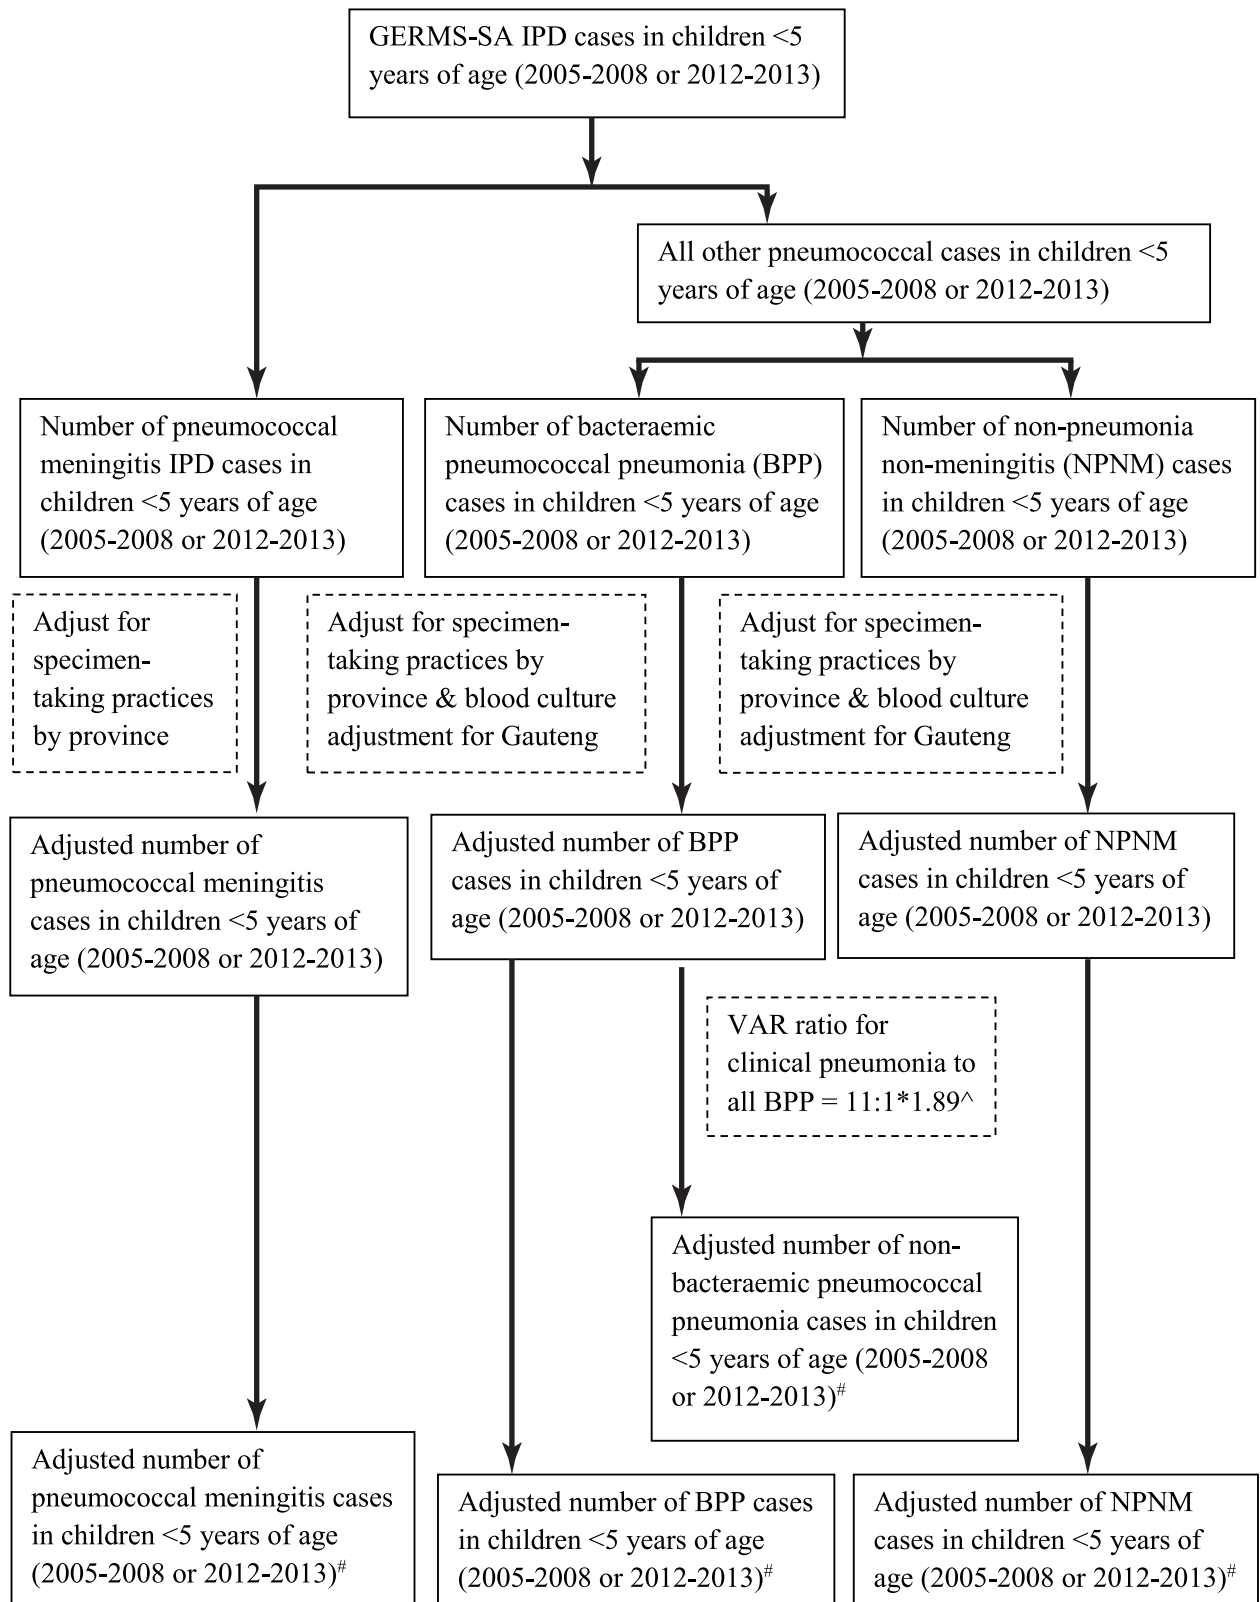 GERMS-SA IPD cases in children <5
years of age (2005-2008 or 2012-2013)
All other pneumococcal cases in children <5
years of age (2005-2008 or 2012-2013)
Number of pneumococcal
meningitis IPD cases in
children <5 years of age
(2005-2008 or 2012-2013)
Number of bacteraemic
pneumococcal pneumonia (BPP)
cases in children <5 years of age
(2005-2008 or 2012-2013)
Number of non-pneumonia
non-meningitis (NPNM) cases
in children <5 years of age
(2005-2008 or 2012-2013)
Adjust for
specimen-
taking practices
by province
Adjust for specimen-
taking practices by
province & blood culture
adjustment for Gauteng
Adjust for specimen-
taking practices by
province & blood culture
adjustment for Gauteng
Adjusted number of
pneumococcal meningitis
cases in children <5 years of
age (2005-2008 or 2012-2013)
Adjusted number of BPP
cases in children <5 years of
age (2005-2008 or 2012-2013)
Adjusted number of NPNM
cases in children <5 years of
age (2005-2008 or 2012-2013)
VAR ratio for
clinical pneumonia to
all BPP = 11:1*1.89^
Adjusted number of non-
bacteraemic pneumococcal
pneumonia cases in children
<5 years of age (2005-2008
or 2012-2013)#
Adjusted number of
pneumococcal meningitis cases
in children <5 years of age
(2005-2008 or 2012-2013)#
Adjusted number of BPP cases
in children <5 years of age
(2005-2008 or 2012-2013)#
Adjusted number of NPNM
cases in children <5 years of
age (2005-2008 or 2012-2013)#